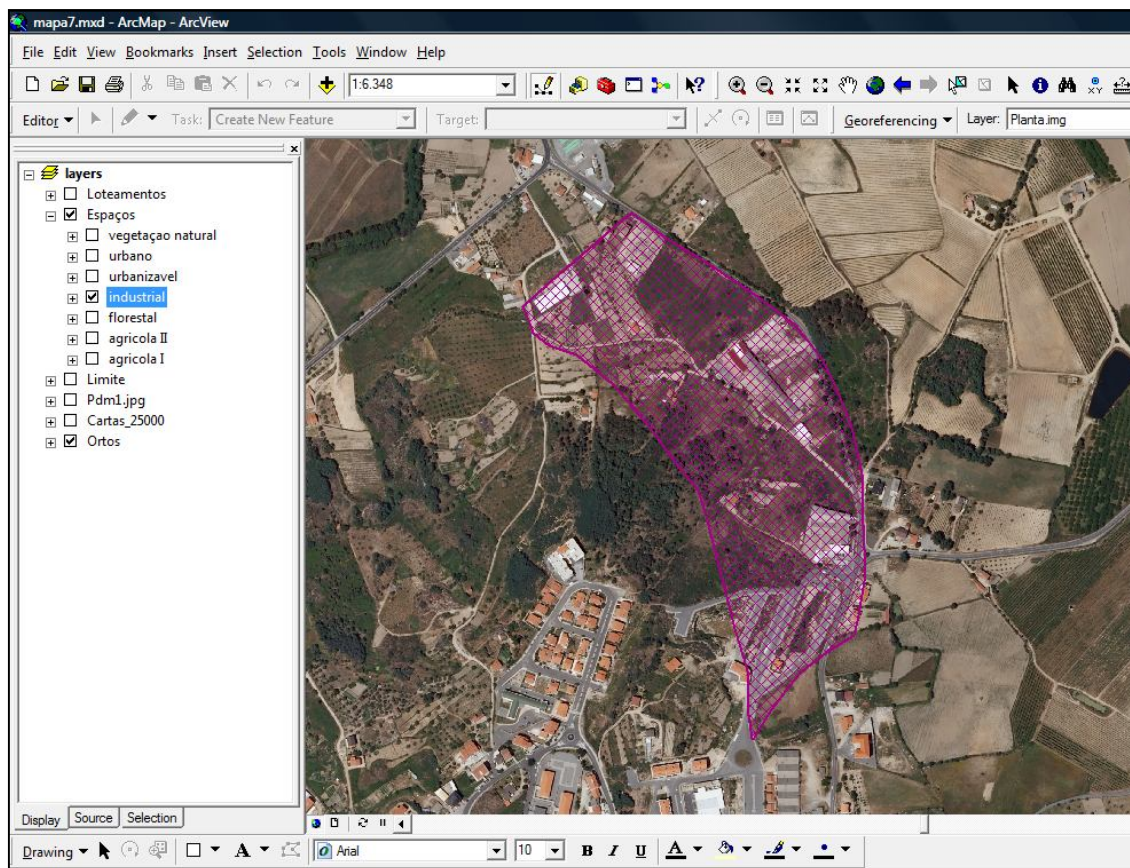 mapa7.mxd - ArcMap - ArcView
File Edit View Bookmarks Insert Selection Tools Window Help
1:6.348
Editor Task: Create New Feature Target: Georeferencing Layer: Planta.img
layers
Loteamentos
Espaços
vegetaçao natural
urbano
urbanizavel
industrial
florestal
agricola II
agricola I
Limite
Pdm1.jpg
Cartas_25000
Ortos
Display Source Selection
Drawing A Arial 10 B I U A